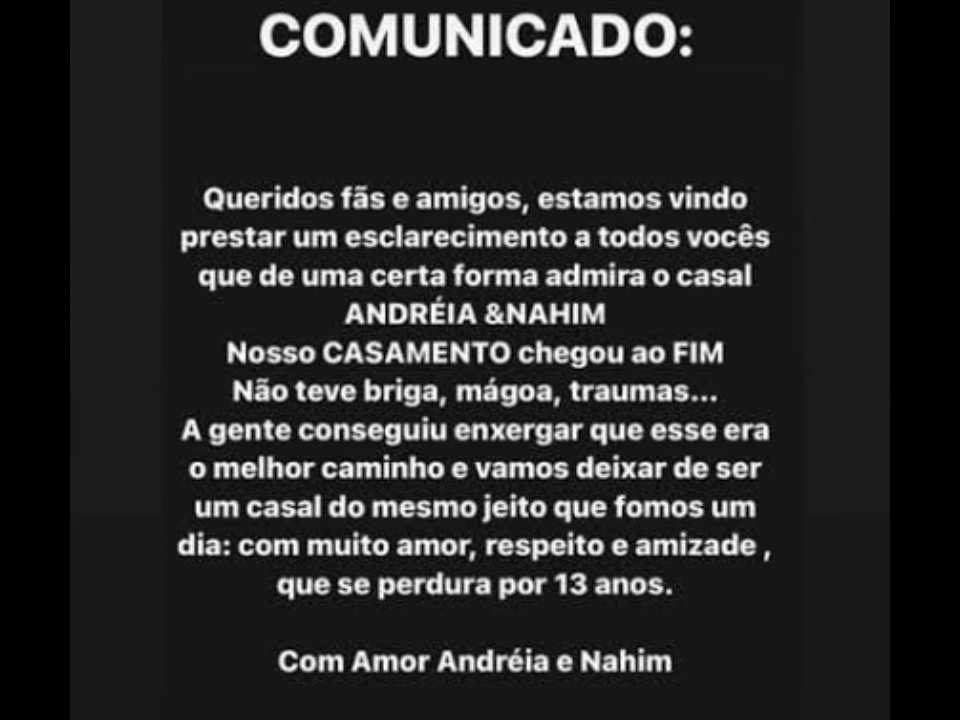 COMUNICADO:
Queridos fãs e amigos, estamos vindo
prestar um esclarecimento a todos vocês
que de uma certa forma admira o casal
ANDRÉIA &NAHIM
Nosso CASAMENTO chegou ao FIM
Não teve briga, mágoa, traumas...
A gente conseguiu enxergar que esse era
o melhor caminho e vamos deixar de ser
um casal do mesmo jeito que fomos um
dia: com muito amor, respeito e amizade ,
que se perdura por 13 anos.
Com Amor Andréia e Nahim